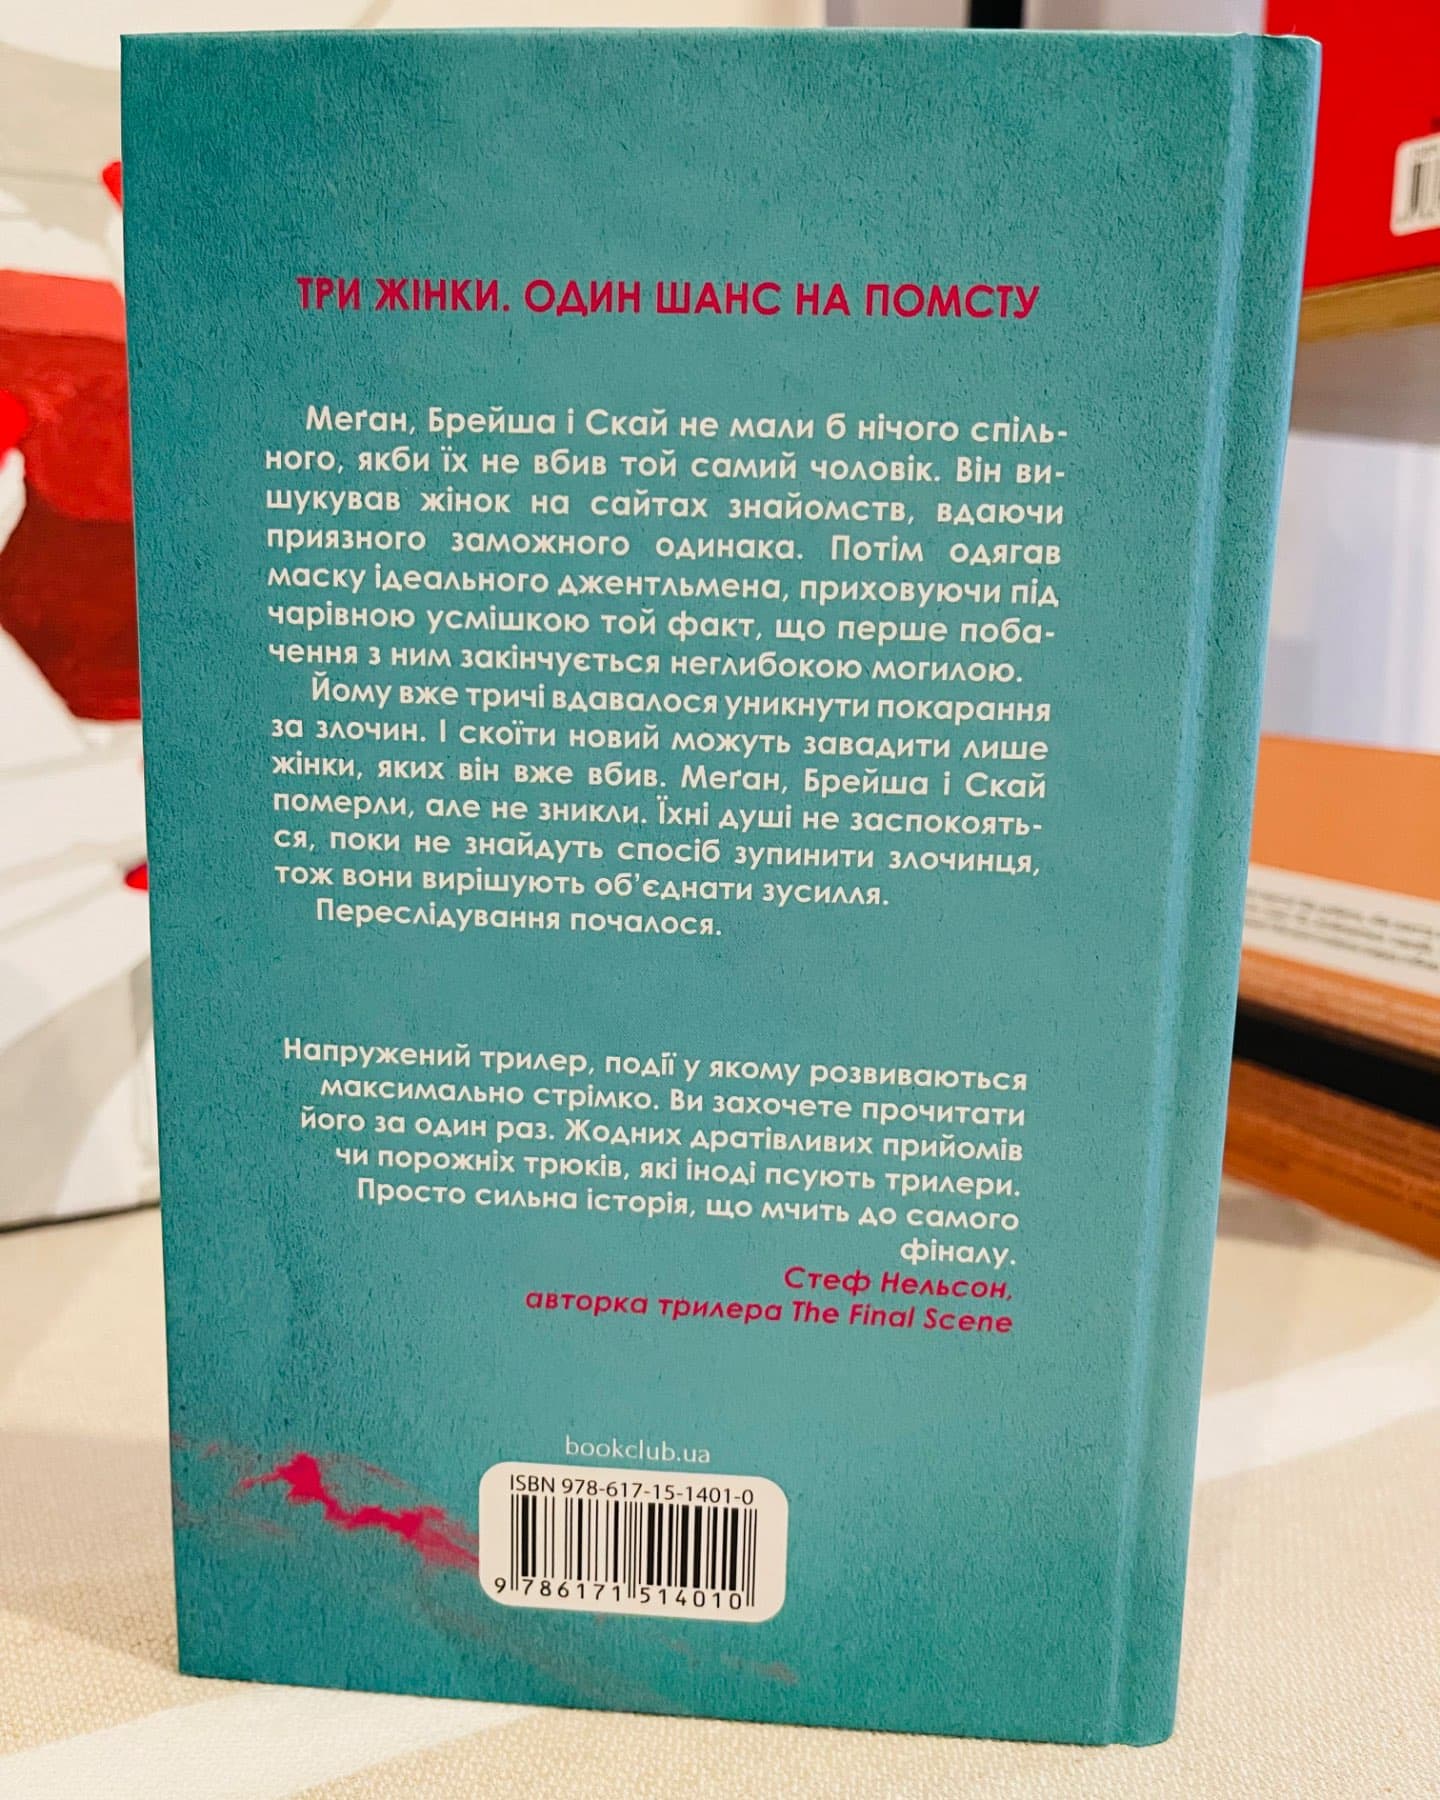 ТРИ ЖІНКИ. ОДИН ШАНС НА ПОМСТУ
Меґан, Брейша і Скай не мали б нічого спіль-
ного, якби їх не вбив той самий чоловік. Він ви-
шукував жінок на сайтах знайомств, вдаючи
приязного заможного одинака. Потім одягав
маску ідеального джентльмена, приховуючи під
чарівною усмішкою той факт, що перше поба-
чення з ним закінчується неглибокою могилою.
Йому вже тричі вдавалося уникнути покарання
за злочин. І скоїти новий можуть завадити лише
жінки, яких він вже вбив. Меґан, Брейша і Скай
померли, але не зникли. Їхні душі не заспокоять-
ся, поки не знайдуть спосіб зупинити злочинця,
тож вони вирішують об’єднати зусилля.
Переслідування почалося.
Напружений трилер, події у якому розвиваються
максимально стрімко. Ви захочете прочитати
його за один раз. Жодних дратівливих прийомів
чи порожніх трюків, які іноді псують трилери.
Просто сильна історія, що мчить до самого
фіналу.
Стеф Нельсон,
авторка трилера The Final Scene
bookclub.ua
ISBN 978-617-15-1401-0
9 786171 514010